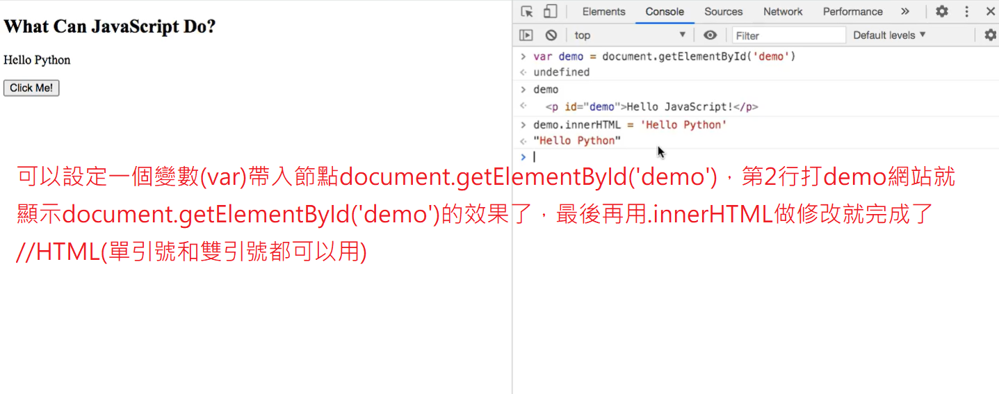 What Can JavaScript Do?
Hello Python
Click Me!
Elements Console Sources Network Performance »
top Filter Default levels ▼
> var demo = document.getElementById('demo')
undefined
> demo
<p id="demo">Hello JavaScript!</p>
> demo.innerHTML = 'Hello Python'
"Hello Python"
>
可以設定一個變數(var)帶入節點document.getElementById('demo')，第2行打demo網站就
顯示document.getElementById('demo')的效果了，最後再用.innerHTML做修改就完成了
//HTML(單引號和雙引號都可以用)